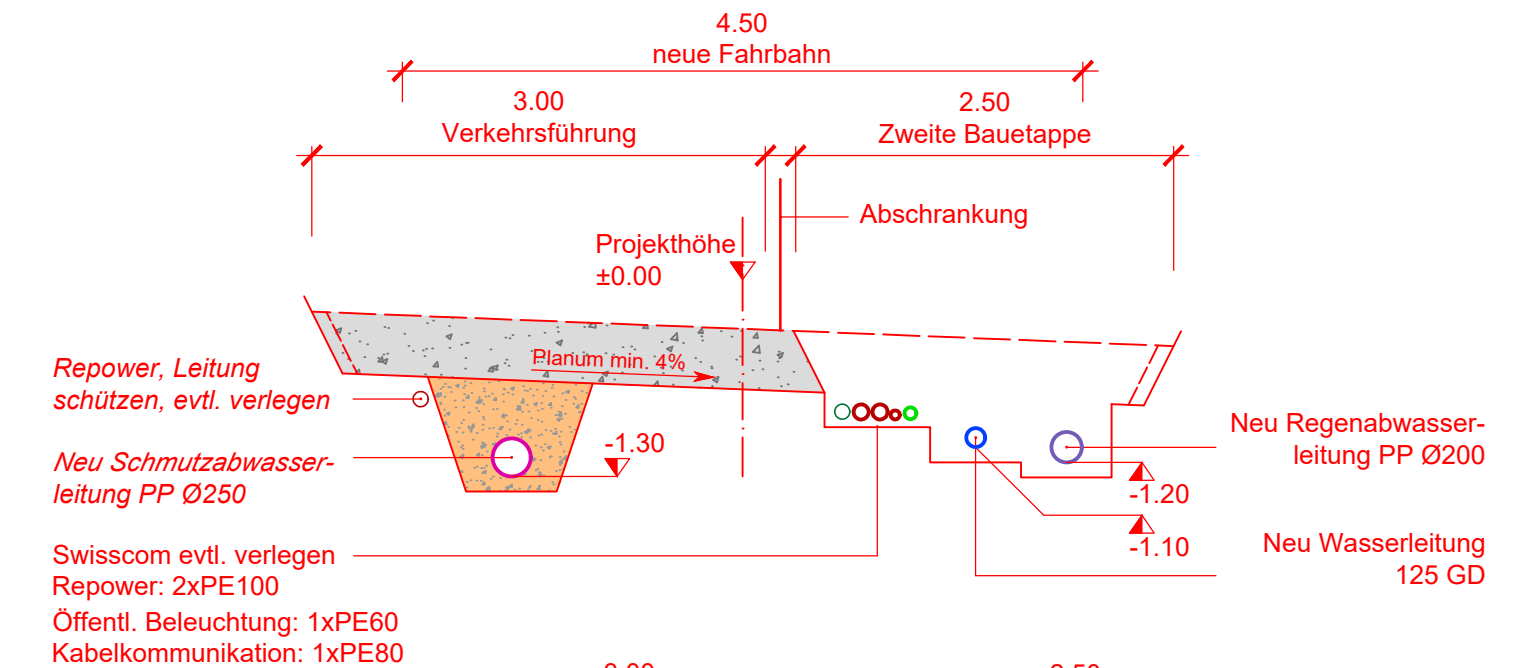 4.50
neue Fahrbahn
3.00
Verkehrsführung
2.50
Zweite Bauetappe
Abschrankung
Projekthöhe
±0.00
Planum min. 4%
Repower, Leitung
schützen, evtl. verlegen
-1.30
Neu Schmutzabwasser-
leitung PP Ø250
Neu Regenabwasser-
leitung PP Ø200
-1.20
-1.10
Neu Wasserleitung
125 GD
Swisscom evtl. verlegen
Repower: 2xPE100
Öffentl. Beleuchtung: 1xPE60
Kabelkommunikation: 1xPE80